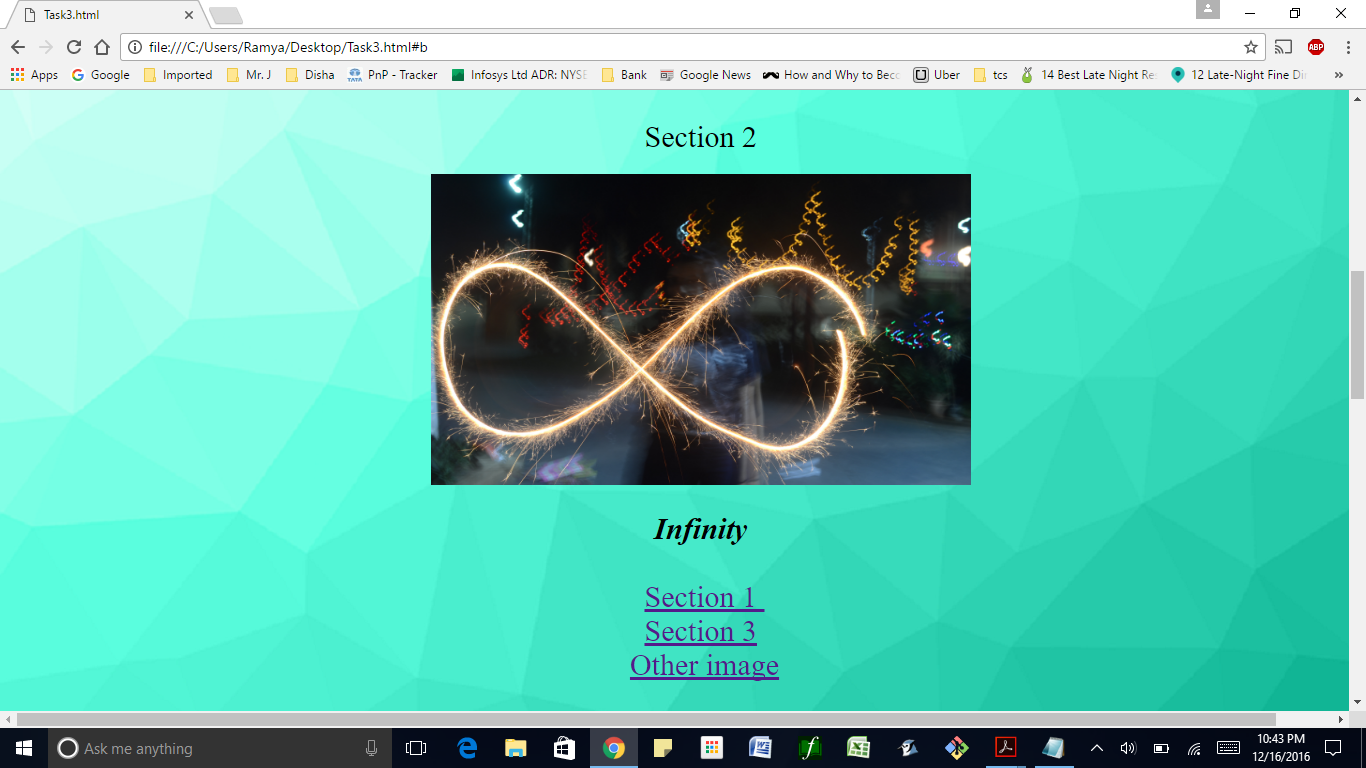 Task3.html
file:///C:/Users/Ramya/Desktop/Task3.html#b
ABP
Apps Google Imported Mr. J Disha PnP - Tracker Infosys Ltd ADR: NYSE Bank Google News How and Why to Beco Uber tcs 14 Best Late Night Re 12 Late-Night Fine Di »
Section 2
Infinity
Section 1
Section 3
Other image
Ask me anything
10:43 PM
12/16/2016